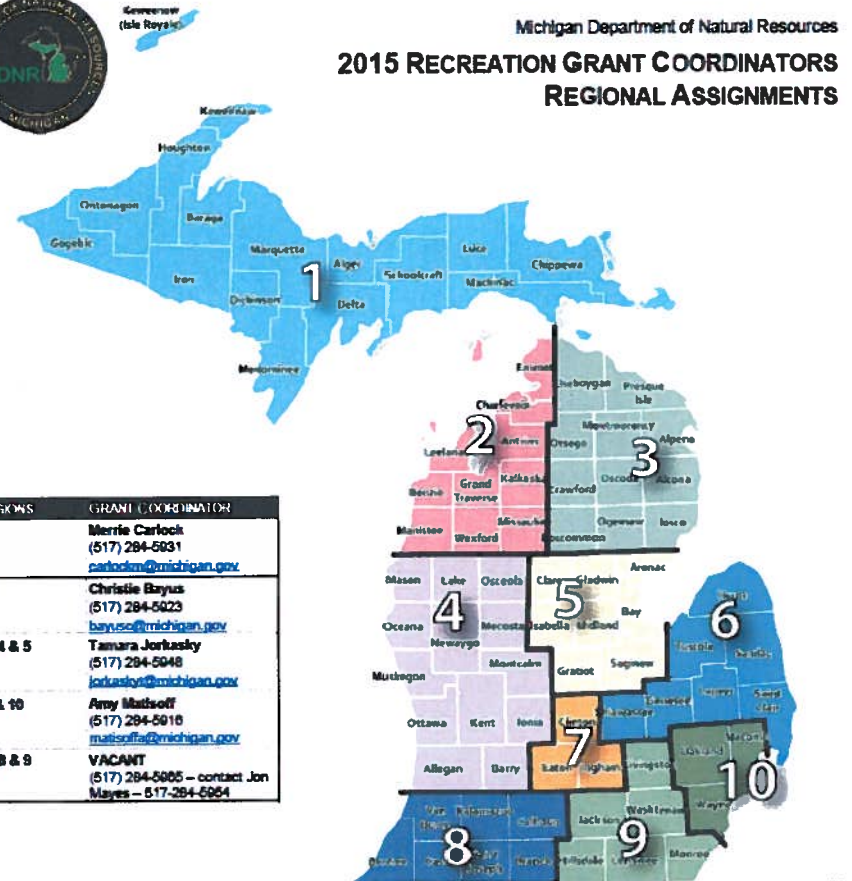 Keweenaw
(Isle Royale)
DNR
MICHIGAN
Michigan Department of Natural Resources
2015 RECREATION GRANT COORDINATORS
REGIONAL ASSIGNMENTS
Keweenaw
Houghton
Ontonagon
Baraga
Gogebic
Marquette
Luce
Alger
Chippewa
Iron
1
Schoolcraft
Mackinac
Dickinson
Delta
Menominee
Emmet
Cheboygan
Presque
Isle
Charlevoix
2
Montmorency
Antrim
Otsego
Alpena
Leelanau
3
Grand
Traverse
Kalkaska
Crawford
Oscoda
Alcona
Benzie
Manistee
Wexford
Missaukee
Roscommon
Ogemaw
Iosco
GRANT COORDINATOR
Merrie Carlock
(517) 284-5931
carlockm@michigan.gov
Christie Bayus
(517) 284-5923
bayusc@michigan.gov
4 & 5
Tamara Jorkasky
(517) 284-5948
jorkaskyt@michigan.gov
& 10
Amy Matisoff
(517) 284-5916
matisoffa@michigan.gov
8 & 9
VACANT
(517) 284-5965 – contact Jon
Mayes – 517-284-5954
Mason
Lake
Osceola
Clare
Gladwin
Arenac
4
5
Huron
Oceana
Newaygo
Mecosta
Isabella
Midland
Bay
6
Tuscola
Sanilac
Muskegon
Montcalm
Gratiot
Saginaw
Ottawa
Kent
Ionia
Clinton
Shiawassee
Genesee
Lapeer
Saint
Clair
7
Allegan
Barry
Eaton
Ingham
Livingston
Oakland
Macomb
10
Wayne
Van
Buren
Kalamazoo
Calhoun
Jackson
Washtenaw
8
9
Berrien
Branch
Hillsdale
Lenawee
Monroe